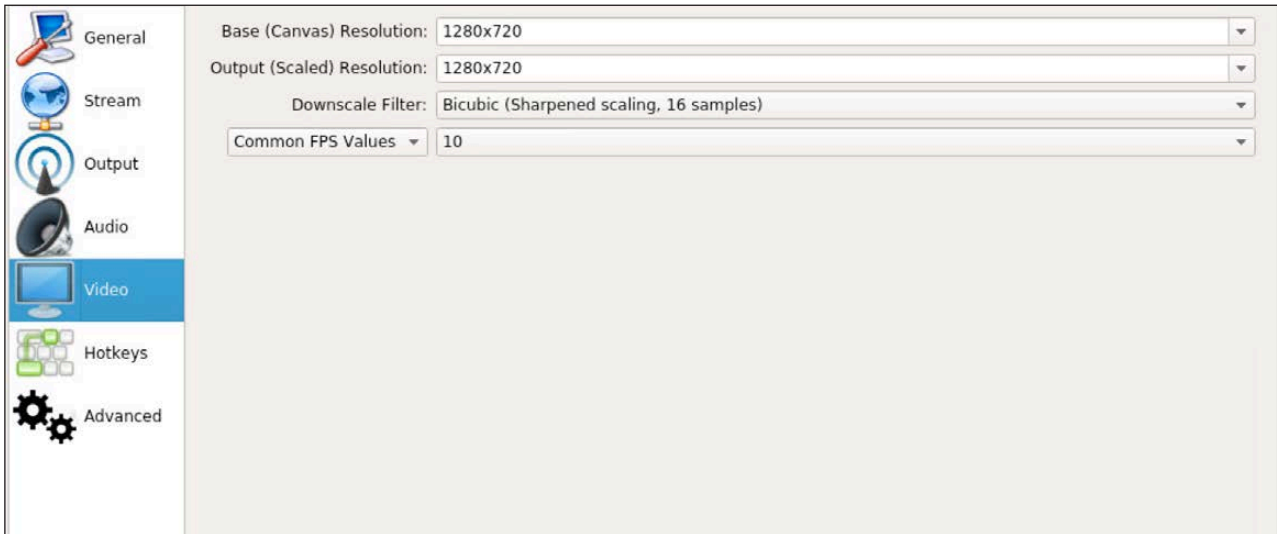 General
Stream
Output
Audio
Video
Hotkeys
Advanced
Base (Canvas) Resolution: 1280x720
Output (Scaled) Resolution: 1280x720
Downscale Filter: Bicubic (Sharpened scaling, 16 samples)
Common FPS Values 10